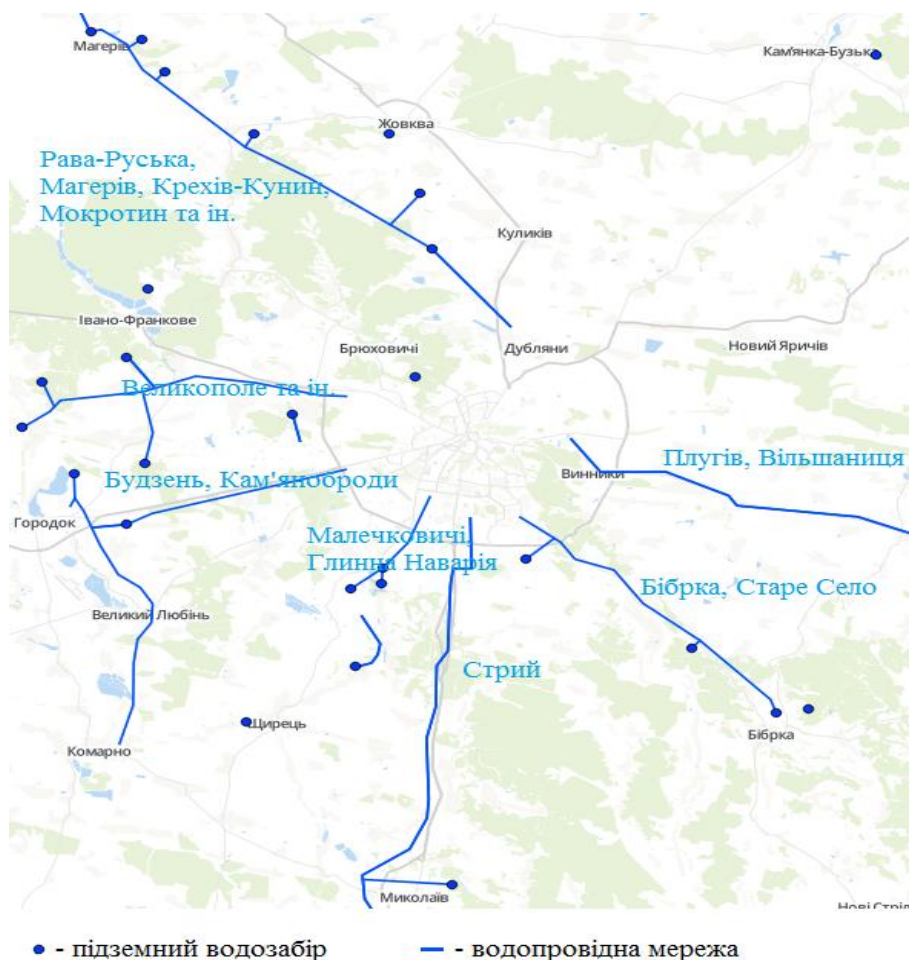 Магерів
Кам'янка-Бузька
Жовква
Рава-Руська,
Магерів, Крехів-Кунин,
Мокротин та ін.
Куликів
Івано-Франкове
Брюховичі
Дубляни
Новий Яричів
Великополе та ін.
Плугів, Вільшаниця
Винники
Будзень, Кам'яноброди
Городок
Малечковичі,
Глинна Наварія
Бібрка, Старе Село
Великий Любінь
Стрий
Щирець
Бібрка
Комарно
Миколаїв
Нові Стріл
- підземний водозабір
- водопровідна мережа